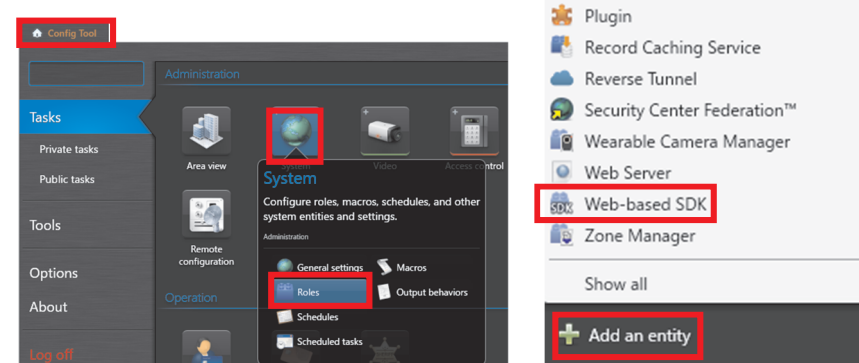 Config Tool
Administration
Tasks
Private tasks
Public tasks
Tools
Options
About
Log off
Area view
System
Video
Access control
System
Configure roles, macros, schedules, and other
system entities and settings.
Administration
General settings
Macros
Roles
Output behaviors
Schedules
Scheduled tasks
Remote
configuration
Operation
Plugin
Record Caching Service
Reverse Tunnel
Security Center Federation™
Wearable Camera Manager
Web Server
SDK
Web-based SDK
Zone Manager
Show all
Add an entity